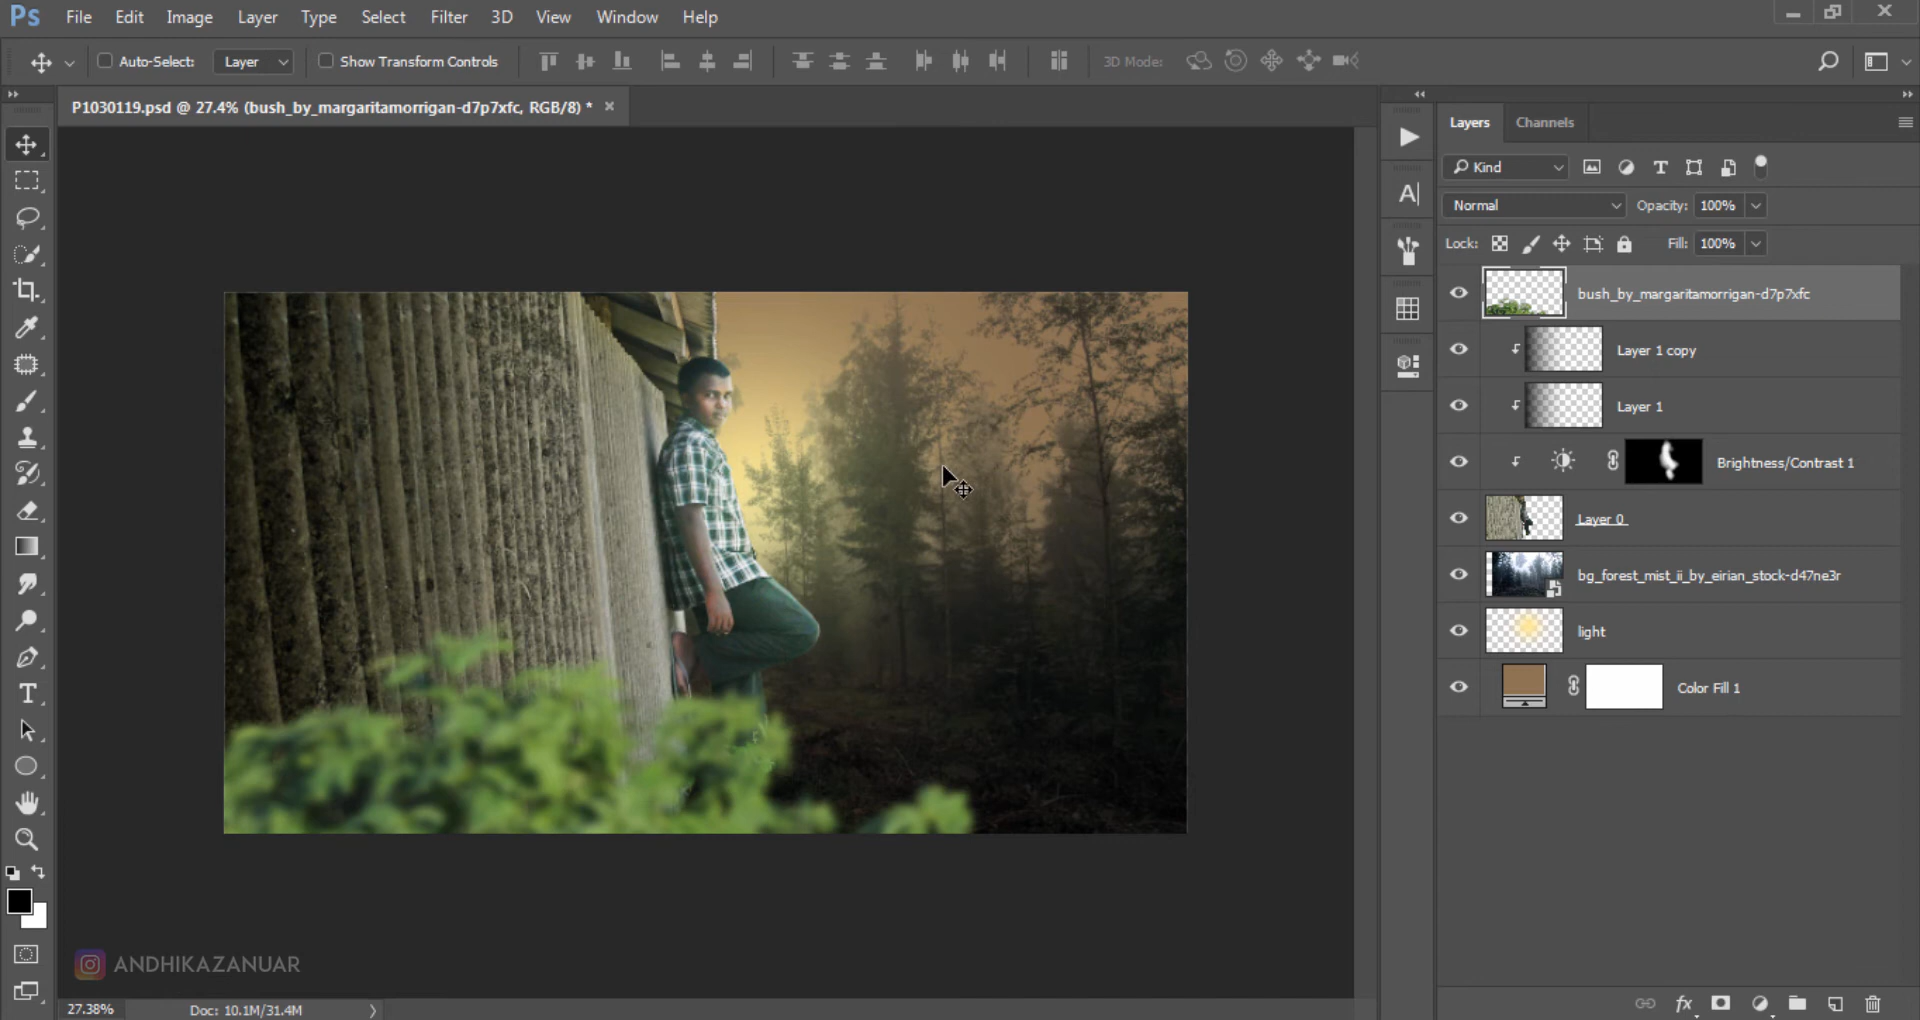 Ps File Edit Image Layer Type Select Filter 3D View Window Help
Auto-Select: Layer Show Transform Controls 3D Mode:
P1030119.psd @ 27.4% (bush_by_margaritamorrigan-d7p7xfc, RGB/8) *
Layers Channels
Kind
Normal Opacity: 100%
Lock: Fill: 100%
bush_by_margaritamorrigan-d7p7xfc
Layer 1 copy
Layer 1
Brightness/Contrast 1
Layer 0
bg_forest_mist_ii_by_eirian_stock-d47ne3r
light
Color Fill 1
ANDHIKAZANUAR
27.38% Doc: 10.1M/31.4M
fx